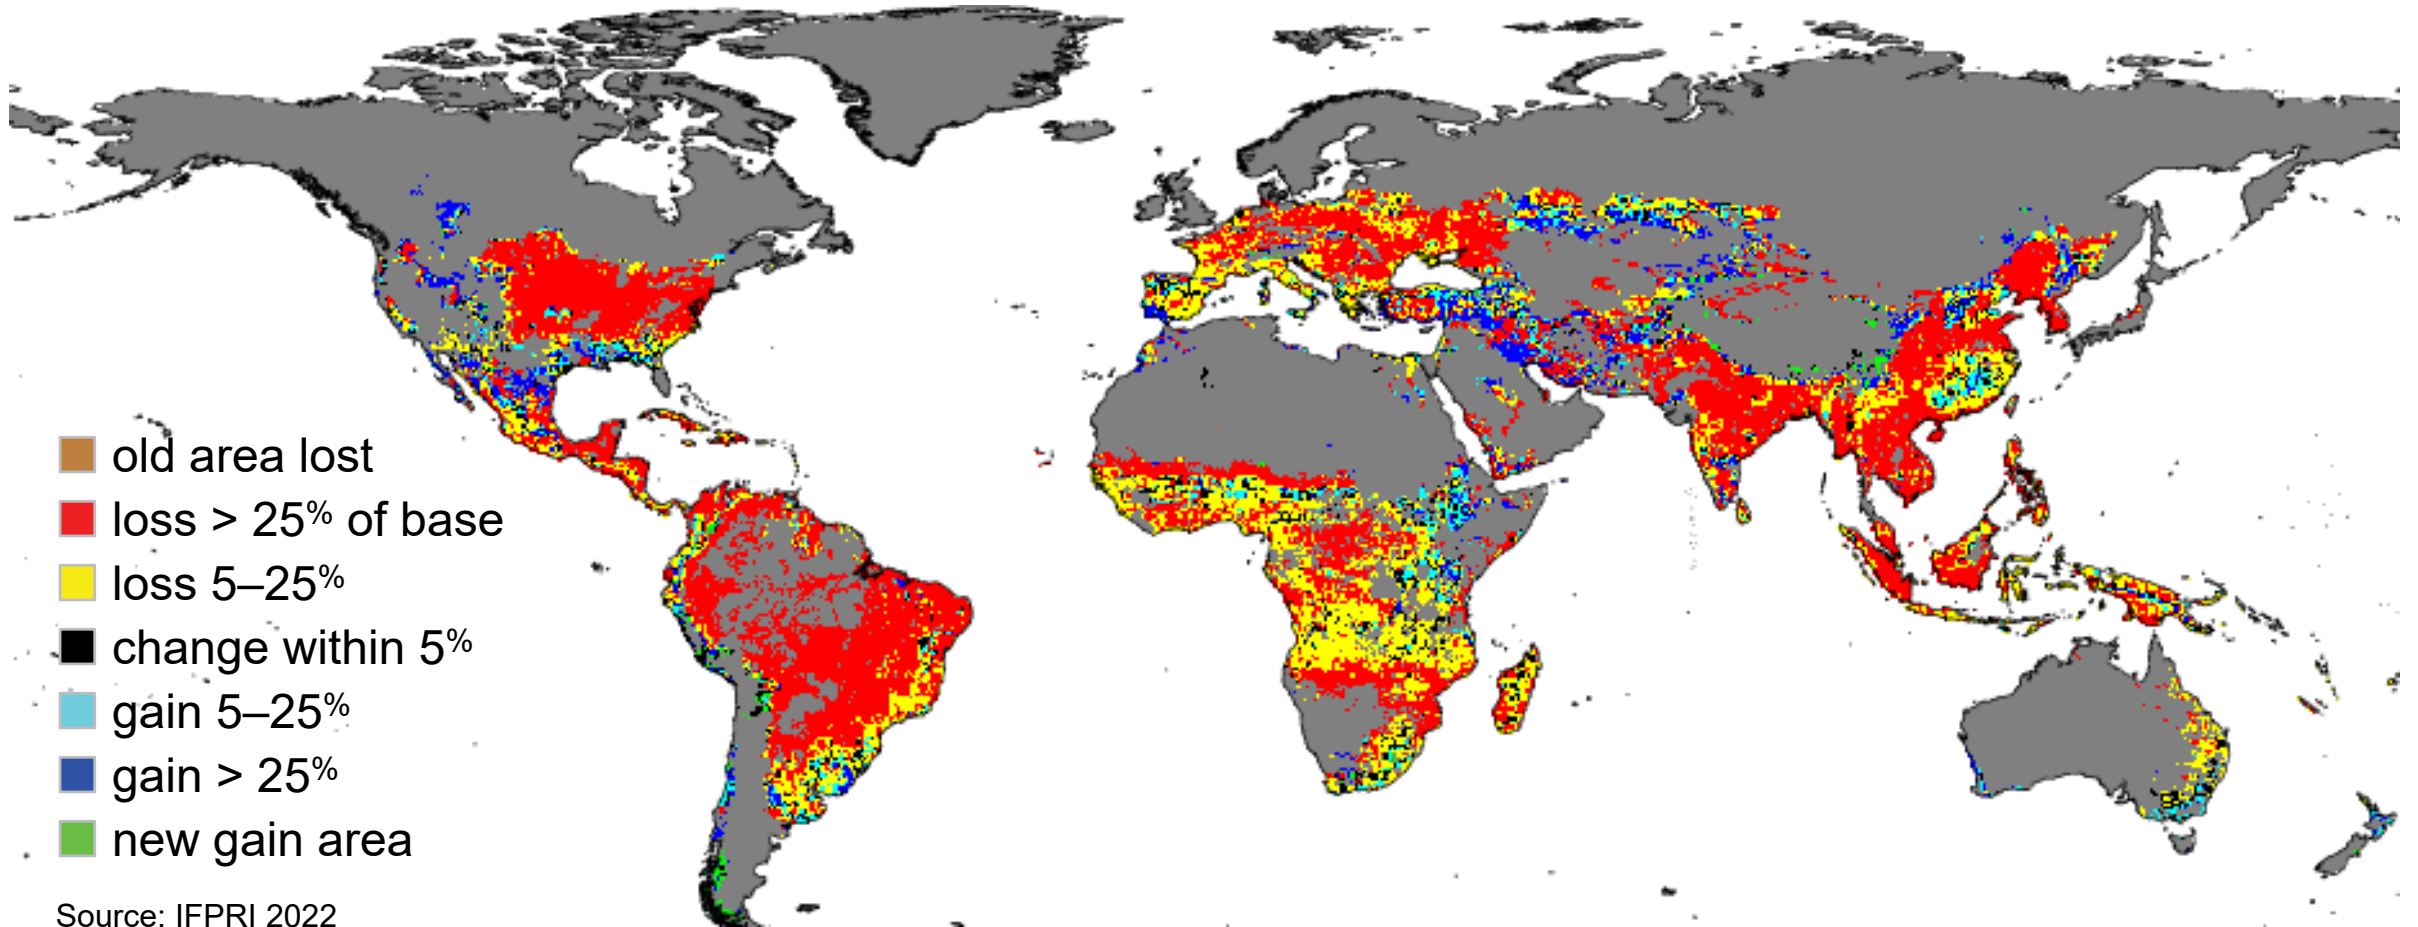 old area lost
loss > 25% of base
loss 5–25%
change within 5%
gain 5–25%
gain > 25%
new gain area
Source: IFPRI 2022